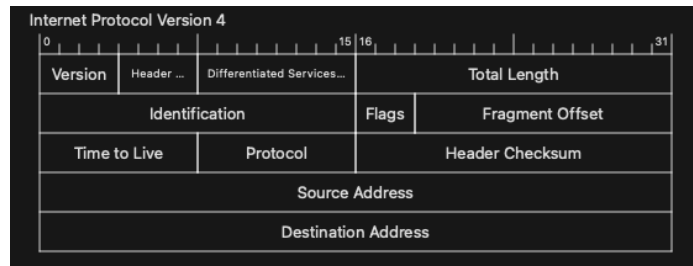 Internet Protocol Version 4
0 15 16 31
Version Header ... Differentiated Services... Total Length
Identification Flags Fragment Offset
Time to Live Protocol Header Checksum
Source Address
Destination Address